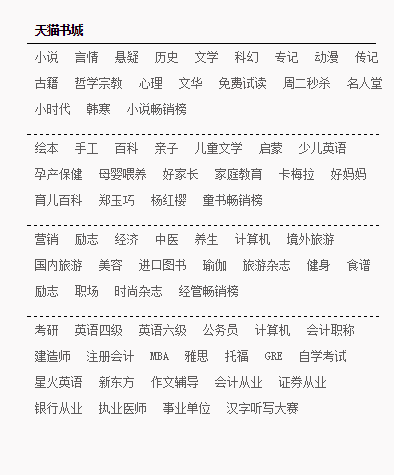 天猫书城
小说 言情 悬疑 历史 文学 科幻 专记 动漫 传记
古籍 哲学宗教 心理 文华 免费试读 周二秒杀 名人堂
小时代 韩寒 小说畅销榜
绘本 手工 百科 亲子 儿童文学 启蒙 少儿英语
孕产保健 母婴喂养 好家长 家庭教育 卡梅拉 好妈妈
育儿百科 郑玉巧 杨红樱 童书畅销榜
营销 励志 经济 中医 养生 计算机 境外旅游
国内旅游 美容 进口图书 瑜伽 旅游杂志 健身 食谱
励志 职场 时尚杂志 经管畅销榜
考研 英语四级 英语六级 公务员 计算机 会计职称
建造师 注册会计 MBA 雅思 托福 GRE 自学考试
星火英语 新东方 作文辅导 会计从业 证券从业
银行从业 执业医师 事业单位 汉字听写大赛